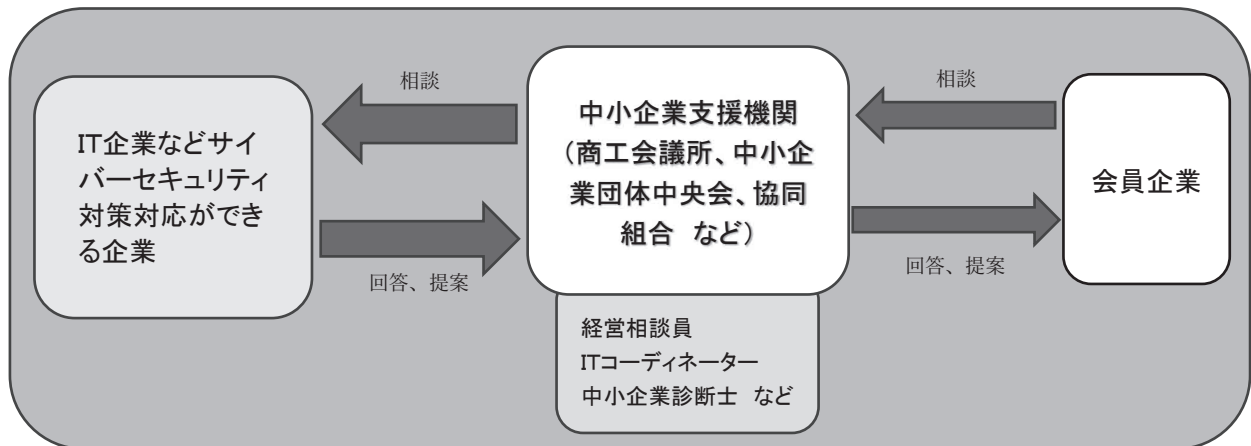 相談
IT企業などサイ
バーセキュリティ
対策対応ができ
る企業
回答、提案
中小企業支援機関
（商工会議所、中小企
業団体中央会、協同
組合　など）
経営相談員
ITコーディネーター
中小企業診断士　など
相談
回答、提案
会員企業